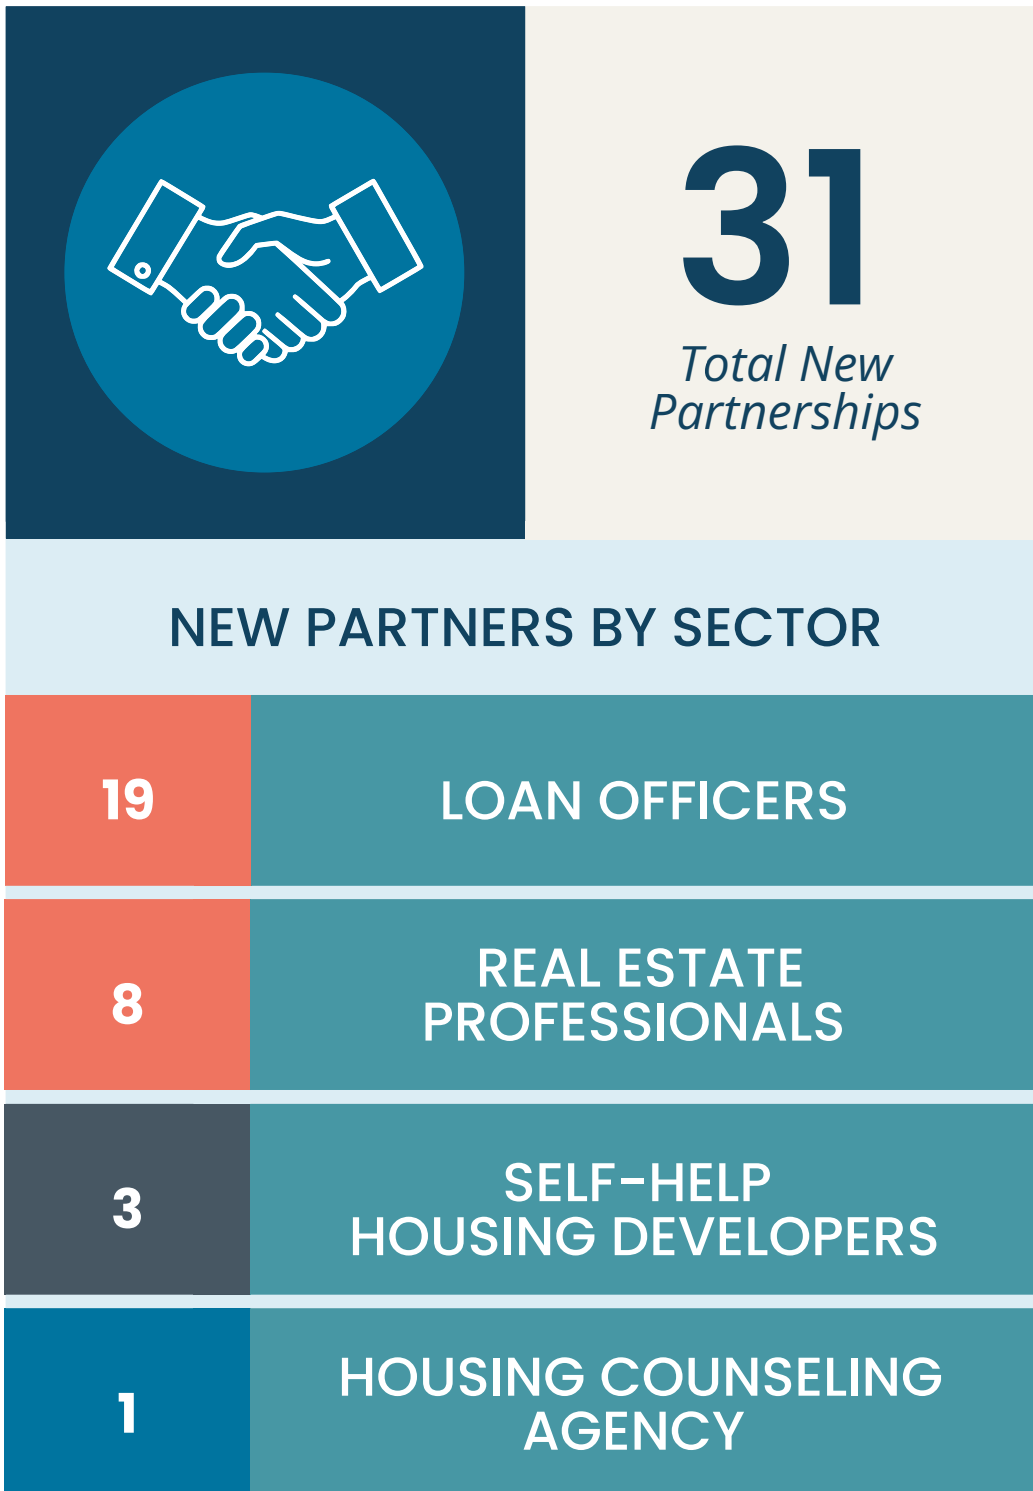 31
Total New
Partnerships
NEW PARTNERS BY SECTOR
19
LOAN OFFICERS
8
REAL ESTATE
PROFESSIONALS
3
SELF-HELP
HOUSING DEVELOPERS
1
HOUSING COUNSELING
AGENCY